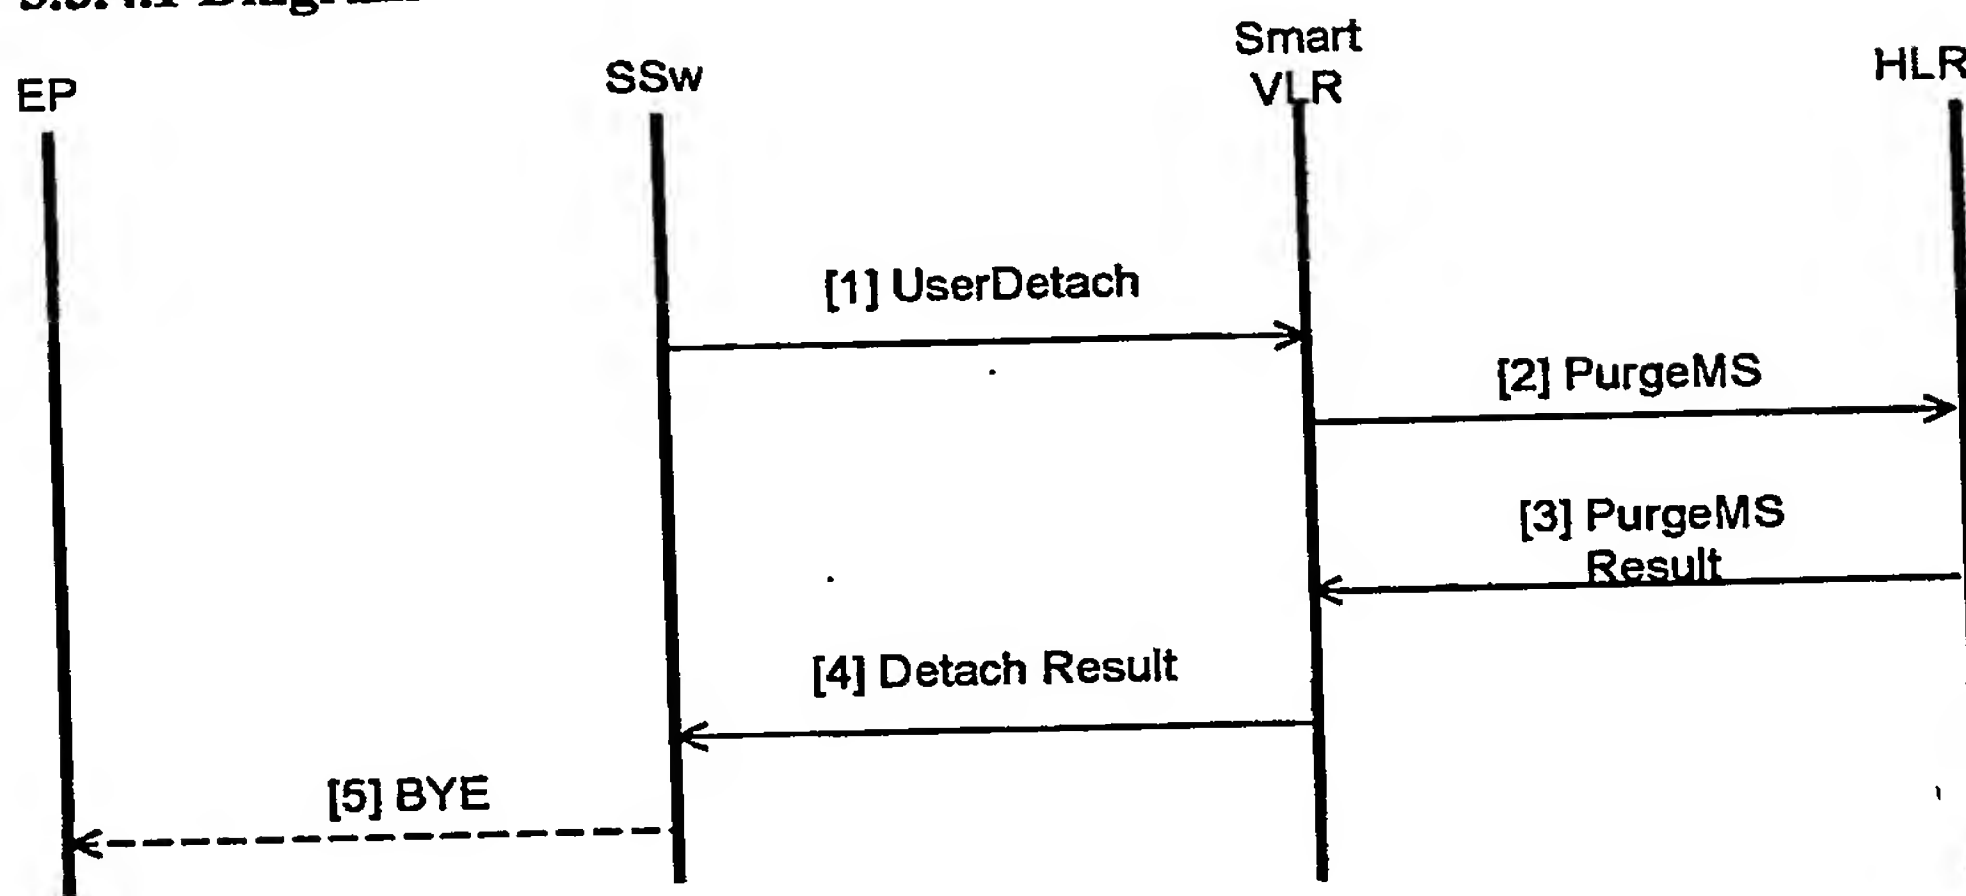 EP
SSw
Smart
VLR
HLR
[1] UserDetach
[2] PurgeMS
[3] PurgeMS
Result
[4] Detach Result
[5] BYE